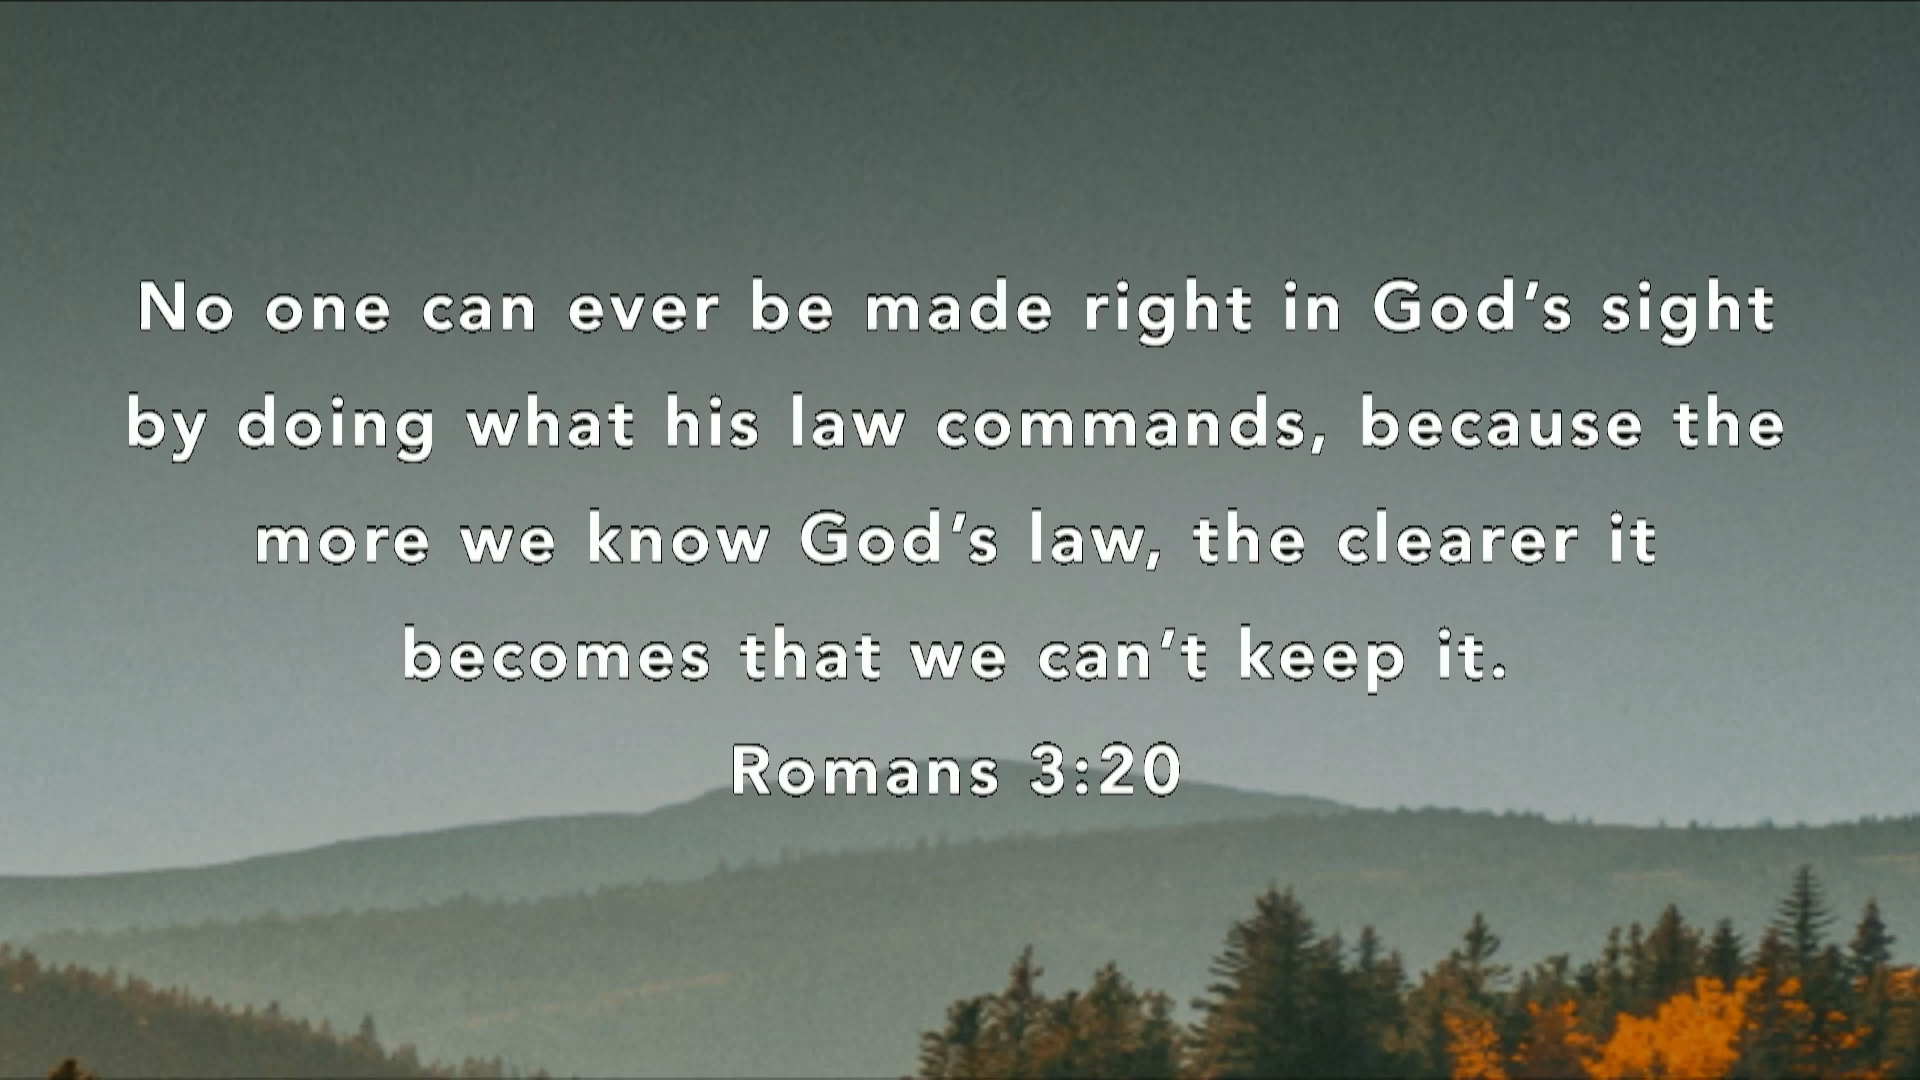 No one can ever be made right in God’s sight
by doing what his law commands, because the
more we know God’s law, the clearer it
becomes that we can’t keep it.
Romans 3:20